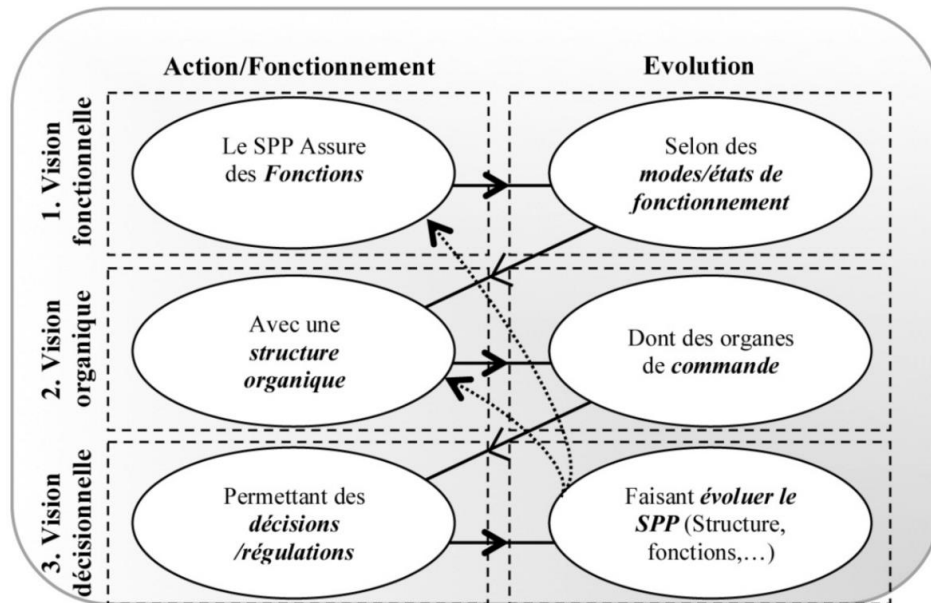 Action/Fonctionnement
Evolution
1. Vision
fonctionnelle
Le SPP Assure
des Fonctions
Selon des
modes/états de
fonctionnement
2. Vision
organique
Avec une
structure
organique
Dont des organes
de commande
3. Vision
décisionnelle
Permettant des
décisions
/régulations
Faisant évoluer le
SPP (Structure,
fonctions,…)